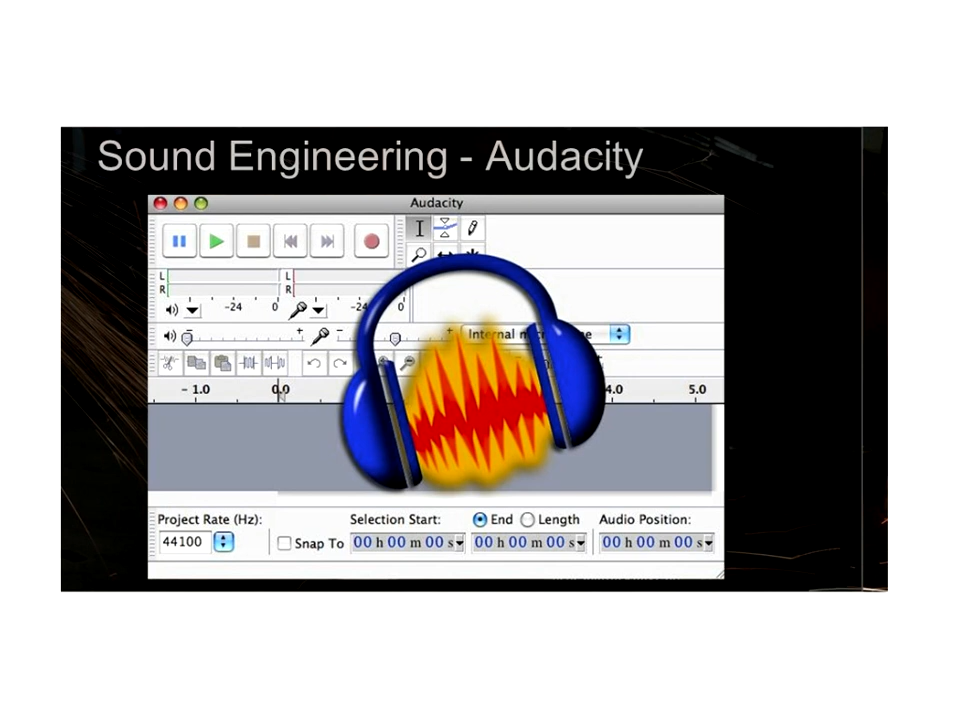 Sound Engineering - Audacity
Audacity
L L
R R
-24 0 -24 0
- + - +
Internal
- 1.0 0.0 4.0 5.0
Project Rate (Hz): Selection Start: End Length Audio Position:
44100 Snap To 00 h 00 m 00 s 00 h 00 m 00 s 00 h 00 m 00 s